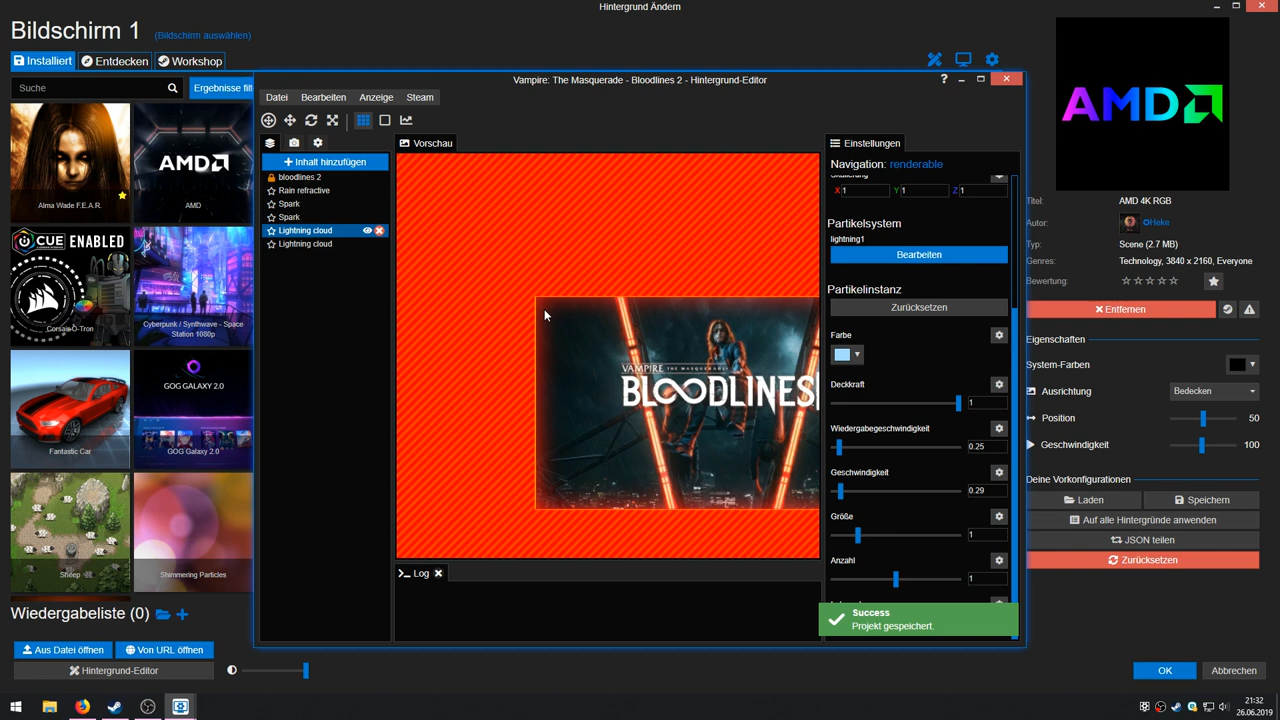 Hintergrund Ändern
Bildschirm 1 (Bildschirm auswählen)
Installiert Entdecken Workshop
Suche
Ergebnisse filt
Alma Wade F.E.A.R.
AMD
AMD
CUE ENABLED
Corsair O-Tron
Cyberpunk / Synthwave - Space
Station 1080p
Fantastic Car
GOG GALAXY 2.0
GOG Galaxy 2.0
Sheep
Shimmering Particles
Wiedergabeliste (0)
Aus Datei öffnen
Von URL öffnen
Hintergrund-Editor
Vampire: The Masquerade - Bloodlines 2 - Hintergrund-Editor
?
Datei Bearbeiten Anzeige Steam
Inhalt hinzufügen
bloodlines 2
Rain refractive
Spark
Spark
Lightning cloud
Lightning cloud
Vorschau
VAMPIRE THE MASQUERADE
BLOODLINES
Log
Einstellungen
Navigation: renderable
X 1 Y 1 Z 1
Partikelsystem
lightning1
Bearbeiten
Partikelinstanz
Zurücksetzen
Farbe
Deckkraft
1
Wiedergabegeschwindigkeit
0.25
Geschwindigkeit
0.29
Größe
1
Anzahl
1
Success
Projekt gespeichert.
AMD
Titel: AMD 4K RGB
Autor: Heke
Typ: Scene (2.7 MB)
Genres: Technology, 3840 x 2160, Everyone
Bewertung:
Entfernen
Eigenschaften
System-Farben
Ausrichtung Bedecken
Position 50
Geschwindigkeit 100
Deine Vorkonfigurationen
Laden Speichern
Auf alle Hintergründe anwenden
JSON teilen
Zurücksetzen
OK Abbrechen
21:32
26.06.2019